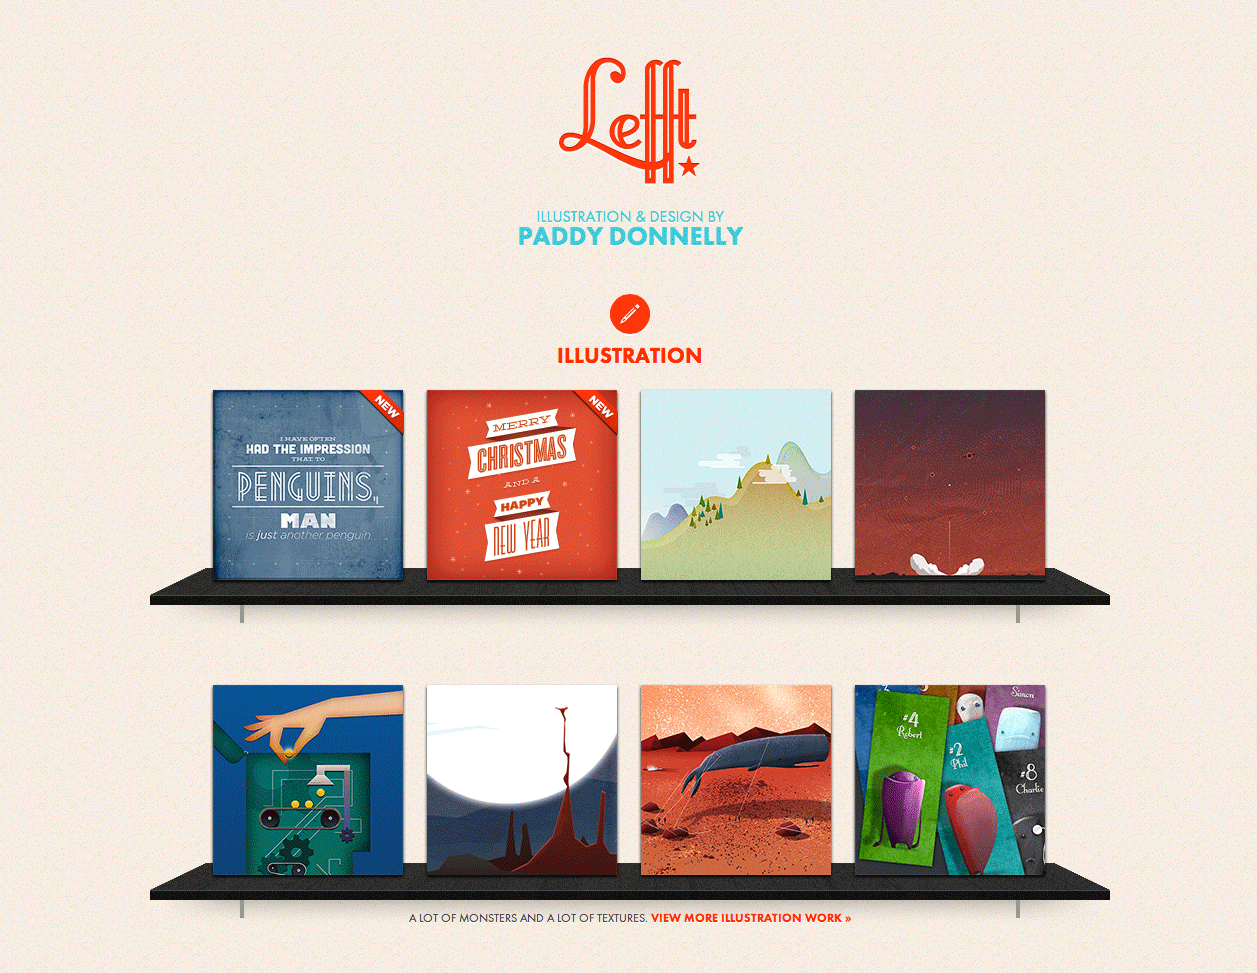 Lefft
ILLUSTRATION & DESIGN BY
PADDY DONNELLY
ILLUSTRATION
NEW
I HAVE OFTEN
HAD THE IMPRESSION
THAT TO
PENGUINS,
MAN
is just another penguin
NEW
MERRY
CHRISTMAS
AND A
HAPPY
NEW YEAR
2
3
Simon
#4
Robert
#2
Phil
#8
Charlie
A LOT OF MONSTERS AND A LOT OF TEXTURES. VIEW MORE ILLUSTRATION WORK »